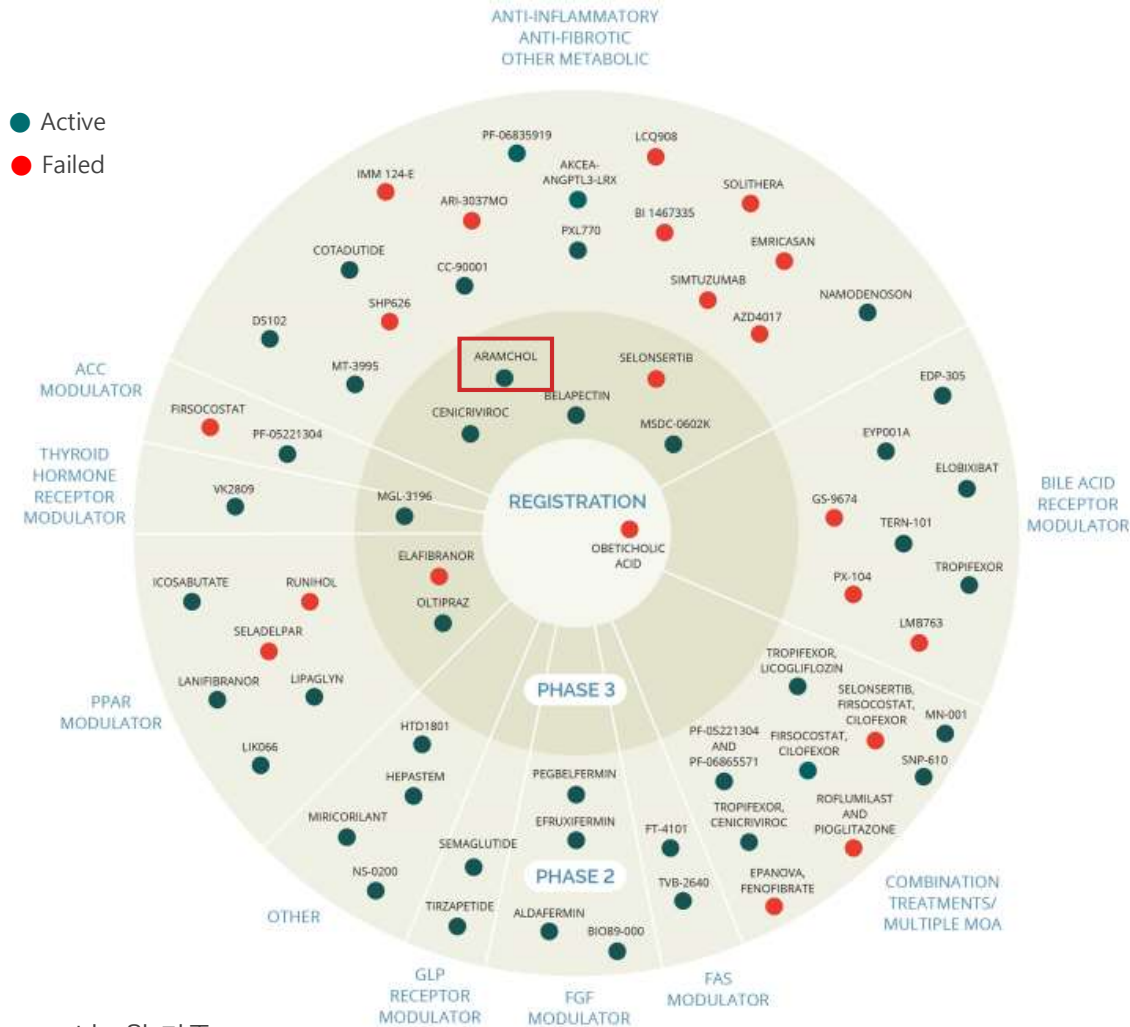 ANTI-INFLAMMATORY
ANTI-FIBROTIC
OTHER METABOLIC
Active
Failed
PF-06835919
LCQ908
IMM 124-E
AKCEA-
ANGPTL3-LRX
SOLITHERA
ARI-3037MO
BI 1467335
PXL770
EMRICASAN
COTADUTIDE
CC-90001
SIMTUZUMAB
NAMODENOSON
SHP626
AZD4017
DS102
MT-3995
ARAMCHOL
SELONSERTIB
BELAPECTIN
CENICRIVIROC
MSDC-0602K
ACC
MODULATOR
FIRSOCOSTAT
PF-05221304
THYROID
HORMONE
RECEPTOR
MODULATOR
VK2809
MGL-3196
REGISTRATION
OBETICHOLIC
ACID
EDP-305
EYP001A
ELOBIXIBAT
GS-9674
TERN-101
PX-104
TROPIFEXOR
LMB763
BILE ACID
RECEPTOR
MODULATOR
ELAFIBRANOR
OLTIPRAZ
ICOSABUTATE
RUNIHOL
SELADELPAR
LANIFIBRANOR
LIPAGLYN
LIK066
PPAR
MODULATOR
PHASE 3
HTD1801
HEPASTEM
MIRICORILANT
NS-0200
OTHER
SEMAGLUTIDE
TIRZAPETIDE
GLP
RECEPTOR
MODULATOR
PEGBELFERMIN
EFRUXIFERMIN
PHASE 2
ALDAFERMIN
BIO89-000
FGF
MODULATOR
FT-4101
TVB-2640
FAS
MODULATOR
TROPIFEXOR,
LICOGLIFLOZIN
SELONSERTIB,
FIRSOCOSTAT,
CILOFEXOR
MN-001
PF-05221304
AND
PF-06865571
FIRSOCOSTAT,
CILOFEXOR
SNP-610
TROPIFEXOR,
CENICRIVIROC
ROFLUMILAST
AND
PIOGLITAZONE
EPANOVA,
FENOFIBRATE
COMBINATION
TREATMENTS/
MULTIPLE MOA